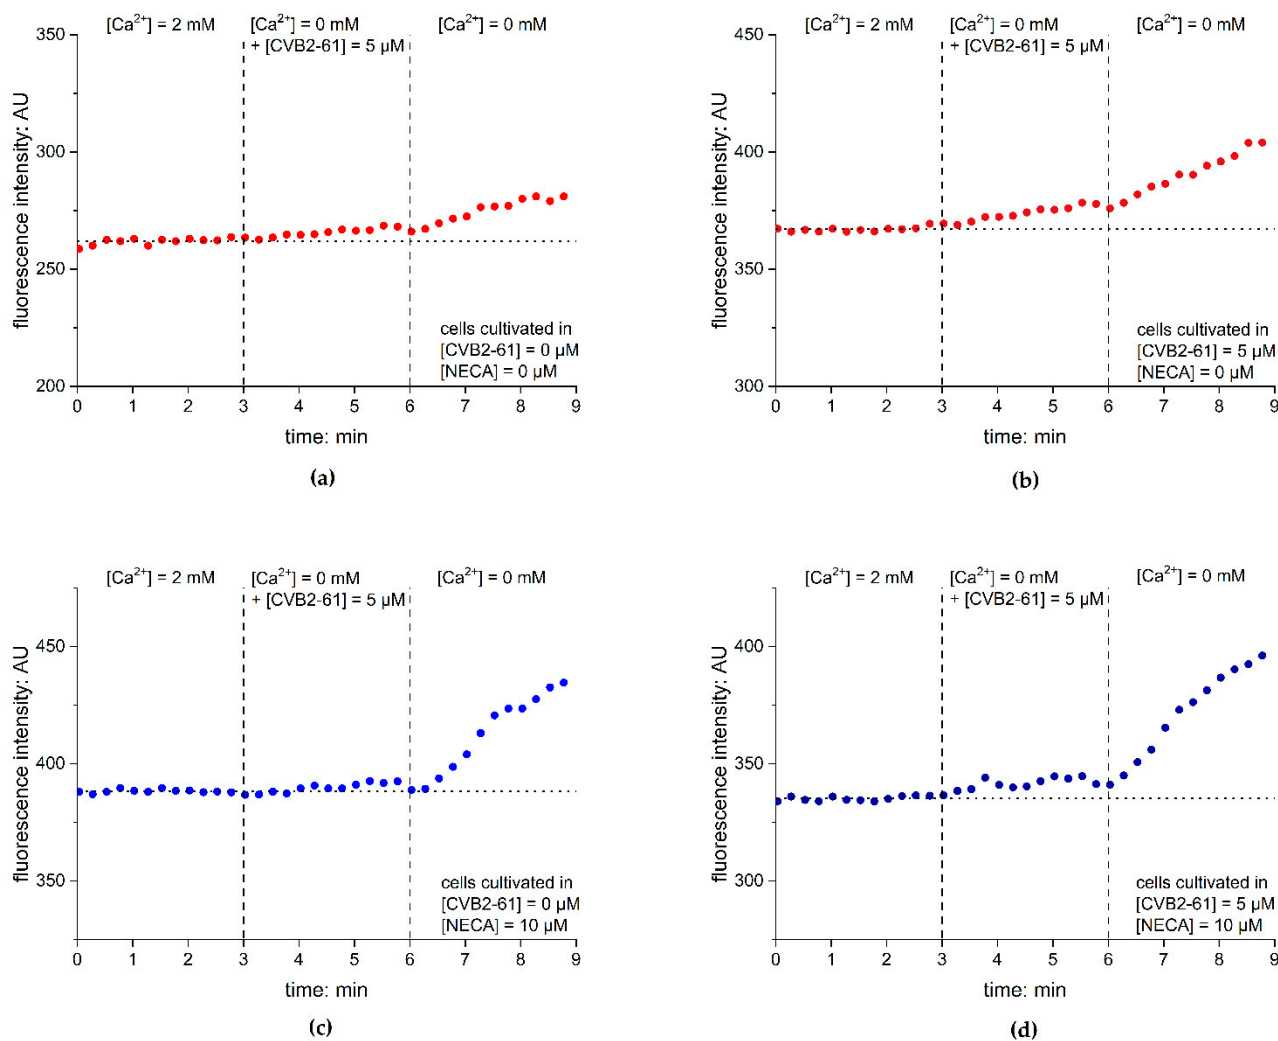 [Ca²⁺] = 2 mM
[Ca²⁺] = 0 mM
+ [CVB2-61] = 5 µM
[Ca²⁺] = 0 mM
fluorescence intensity: AU
350
300
250
200
cells cultivated in
[CVB2-61] = 0 µM
[NECA] = 0 µM
0 1 2 3 4 5 6 7 8 9
time: min
(a)
[Ca²⁺] = 2 mM
[Ca²⁺] = 0 mM
+ [CVB2-61] = 5 µM
[Ca²⁺] = 0 mM
fluorescence intensity: AU
450
400
350
300
cells cultivated in
[CVB2-61] = 5 µM
[NECA] = 0 µM
0 1 2 3 4 5 6 7 8 9
time: min
(b)
[Ca²⁺] = 2 mM
[Ca²⁺] = 0 mM
+ [CVB2-61] = 5 µM
[Ca²⁺] = 0 mM
fluorescence intensity: AU
450
400
350
cells cultivated in
[CVB2-61] = 0 µM
[NECA] = 10 µM
0 1 2 3 4 5 6 7 8 9
time: min
(c)
[Ca²⁺] = 2 mM
[Ca²⁺] = 0 mM
+ [CVB2-61] = 5 µM
[Ca²⁺] = 0 mM
fluorescence intensity: AU
400
350
300
cells cultivated in
[CVB2-61] = 5 µM
[NECA] = 10 µM
0 1 2 3 4 5 6 7 8 9
time: min
(d)